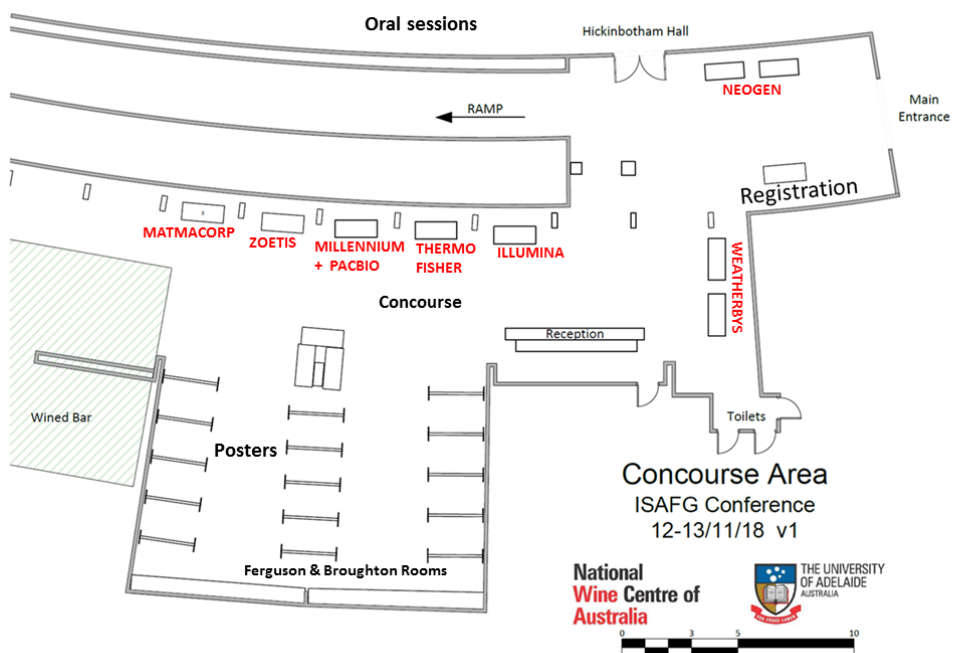 Oral sessions
Hickinbotham Hall
NEOGEN
Main
Entrance
RAMP
Registration
MATMACORP
ZOETIS
MILLENNIUM
+ PACBIO
THERMO
FISHER
ILLUMINA
WEATHERBYS
Concourse
Reception
Wined Bar
Toilets
Posters
Concourse Area
ISAFG Conference
12-13/11/18 v1
Ferguson & Broughton Rooms
National
Wine Centre of
Australia
THE UNIVERSITY
OF ADELAIDE
AUSTRALIA
0 3 5 10